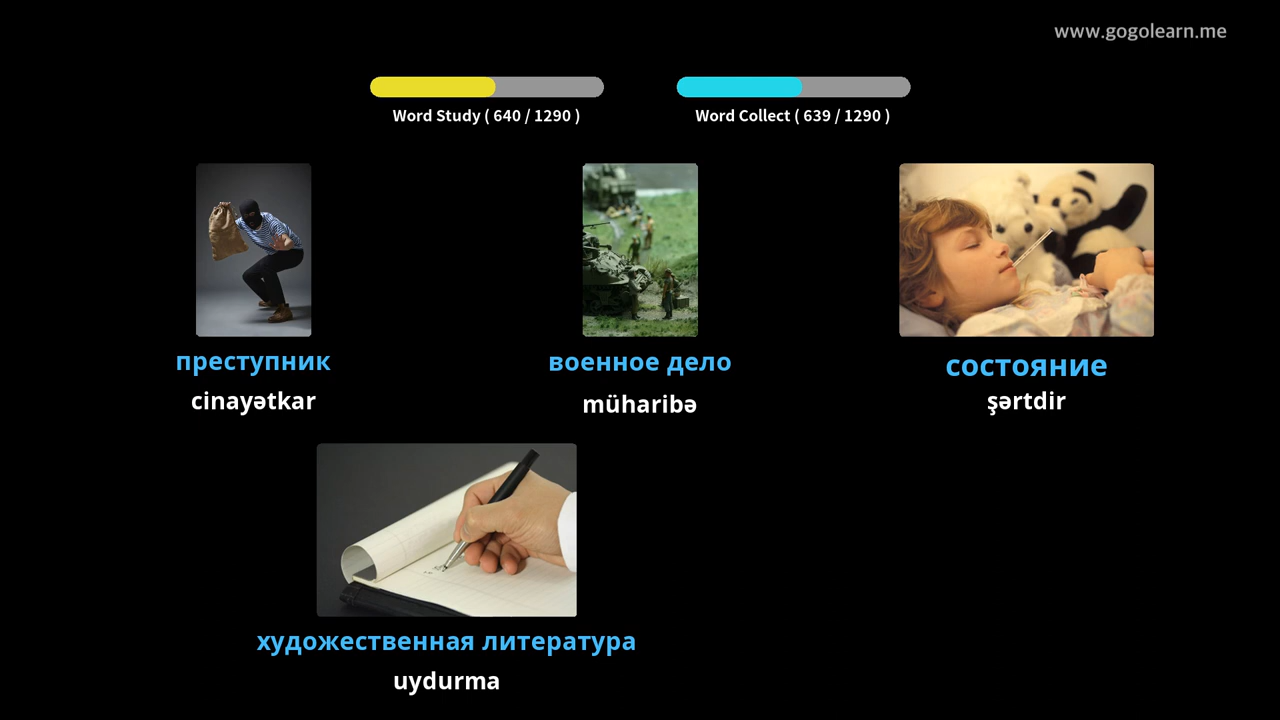 www.gogolearn.me
Word Study ( 640 / 1290 )
Word Collect ( 639 / 1290 )
преступник
cinayətkar
военное дело
müharibə
состояние
şərtdir
художественная литература
uydurma